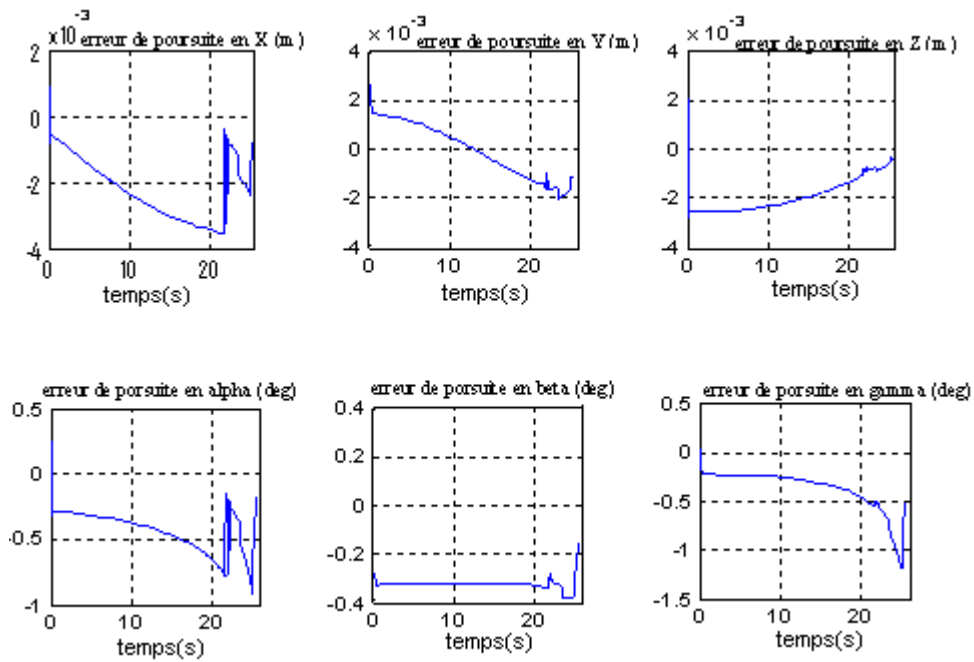 ×10⁻³ erreur de poursuite en X (m)
2
0
-2
-4
0 10 20
temps(s)
× 10⁻³ erreur de poursuite en Y (m)
4
2
0
-2
-4
0 10 20
temps(s)
× 10⁻³ erreur de poursuite en Z (m)
4
2
0
-2
-4
0 10 20
temps(s)
erreur de porsuite en alpha (deg)
0.5
0
-0.5
-1
0 10 20
temps(s)
erreur de porsuite en beta (deg)
0.4
0.2
0
-0.2
-0.4
0 10 20
temps(s)
erreur de porsuite en gamma (deg)
0.5
0
-0.5
-1
-1.5
0 10 20
temps(s)